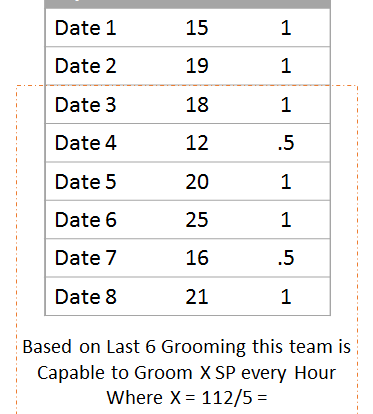 Date 1 15 1
Date 2 19 1
Date 3 18 1
Date 4 12 .5
Date 5 20 1
Date 6 25 1
Date 7 16 .5
Date 8 21 1
Based on Last 6 Grooming this team is
Capable to Groom X SP every Hour
Where X = 112/5 =